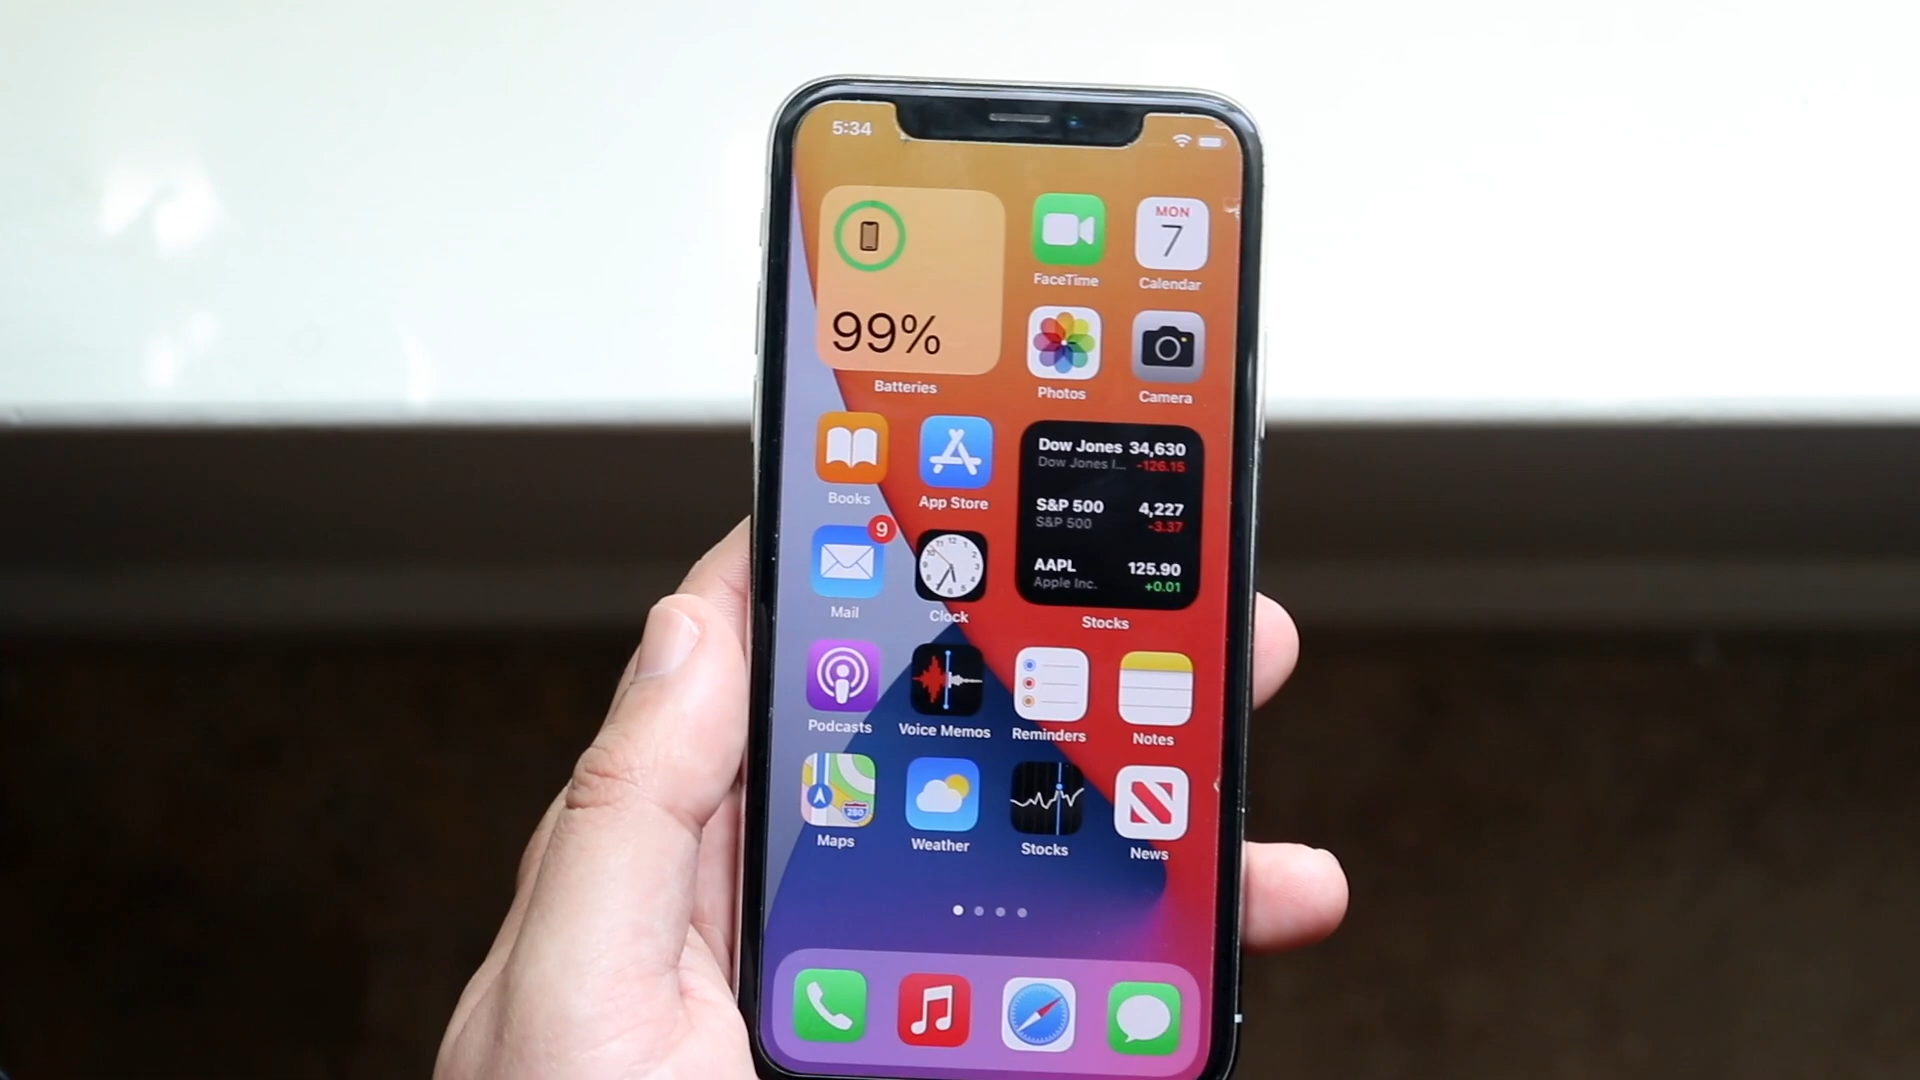 5:34
99%
Batteries
FaceTime
MON
7
Calendar
Photos
Camera
Books
App Store
Dow Jones 34,630
Dow Jones I... -126.15
S&P 500 4,227
S&P 500 -3.37
AAPL 125.90
Apple Inc. +0.01
Stocks
9
Mail
Clock
Podcasts
Voice Memos
Reminders
Notes
280
Maps
Weather
Stocks
News